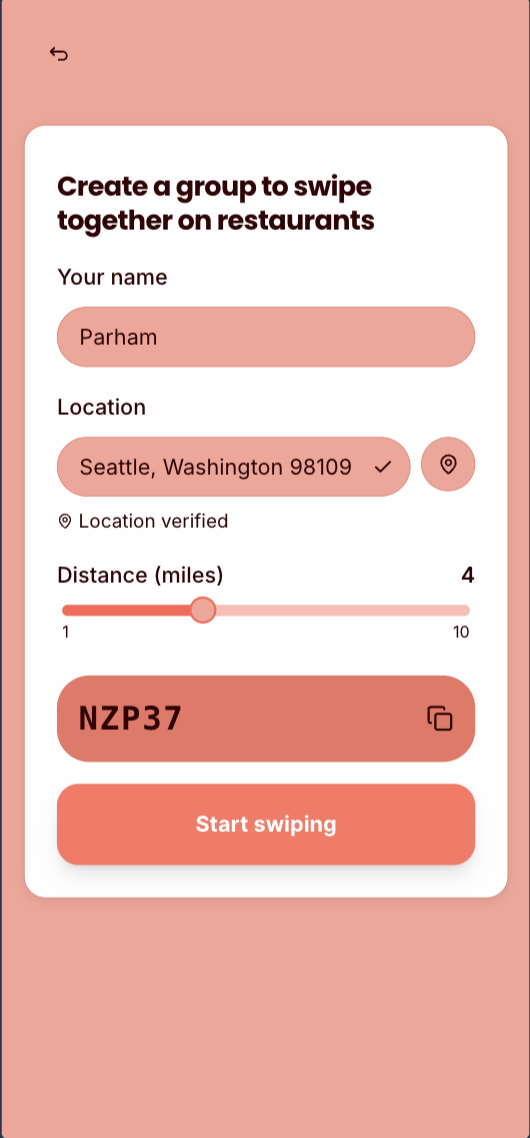 Create a group to swipe
together on restaurants
Your name
Parham
Location
Seattle, Washington 98109
Location verified
Distance (miles) 4
1 10
NZP37
Start swiping